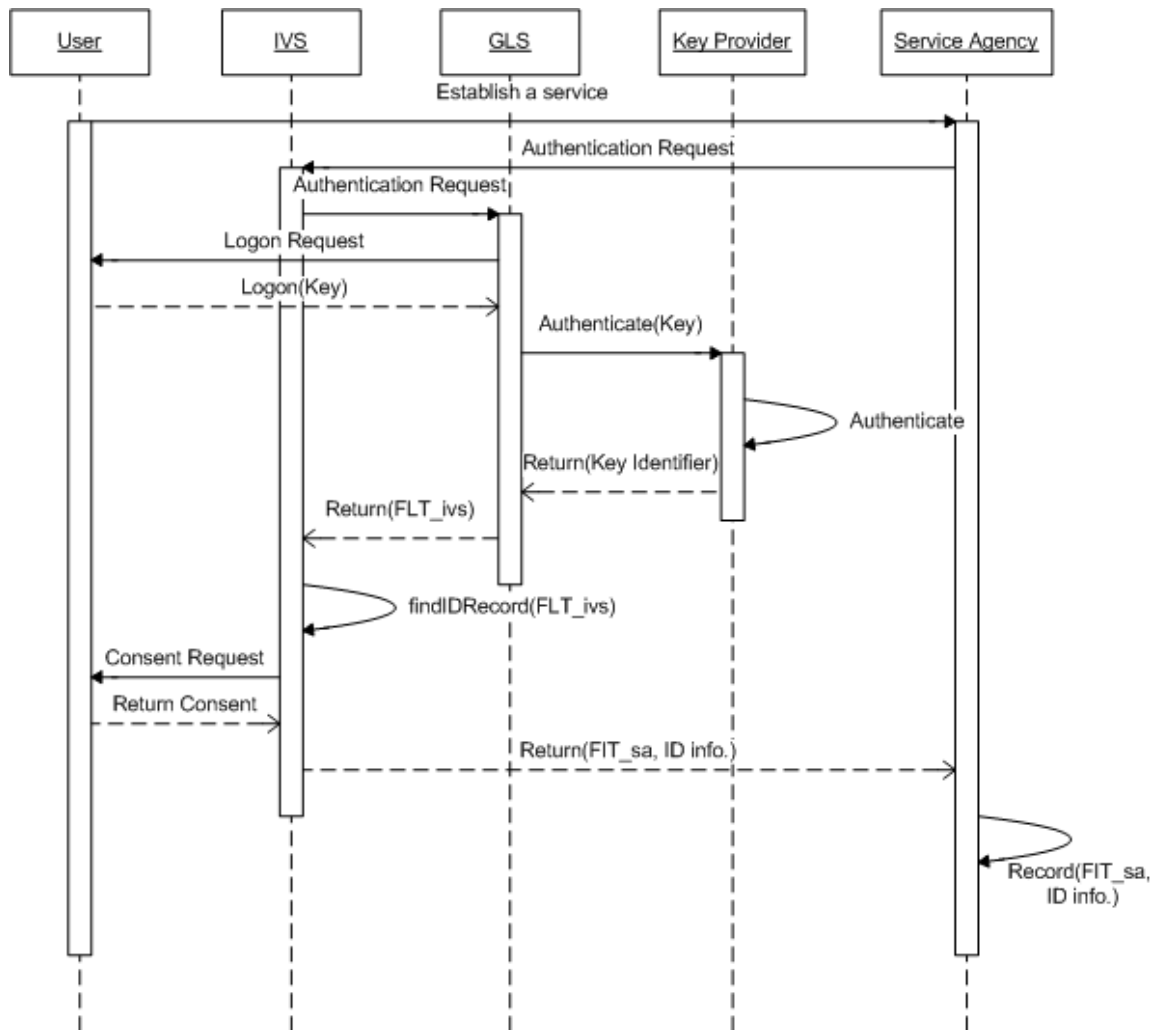 User
IVS
GLS
Key Provider
Service Agency
Establish a service
Authentication Request
Authentication Request
Logon Request
Logon(Key)
Authenticate(Key)
Authenticate
Return(Key Identifier)
Return(FLT_ivs)
findIDRecord(FLT_ivs)
Consent Request
Return Consent
Return(FIT_sa, ID info.)
Record(FIT_sa,
ID info.)